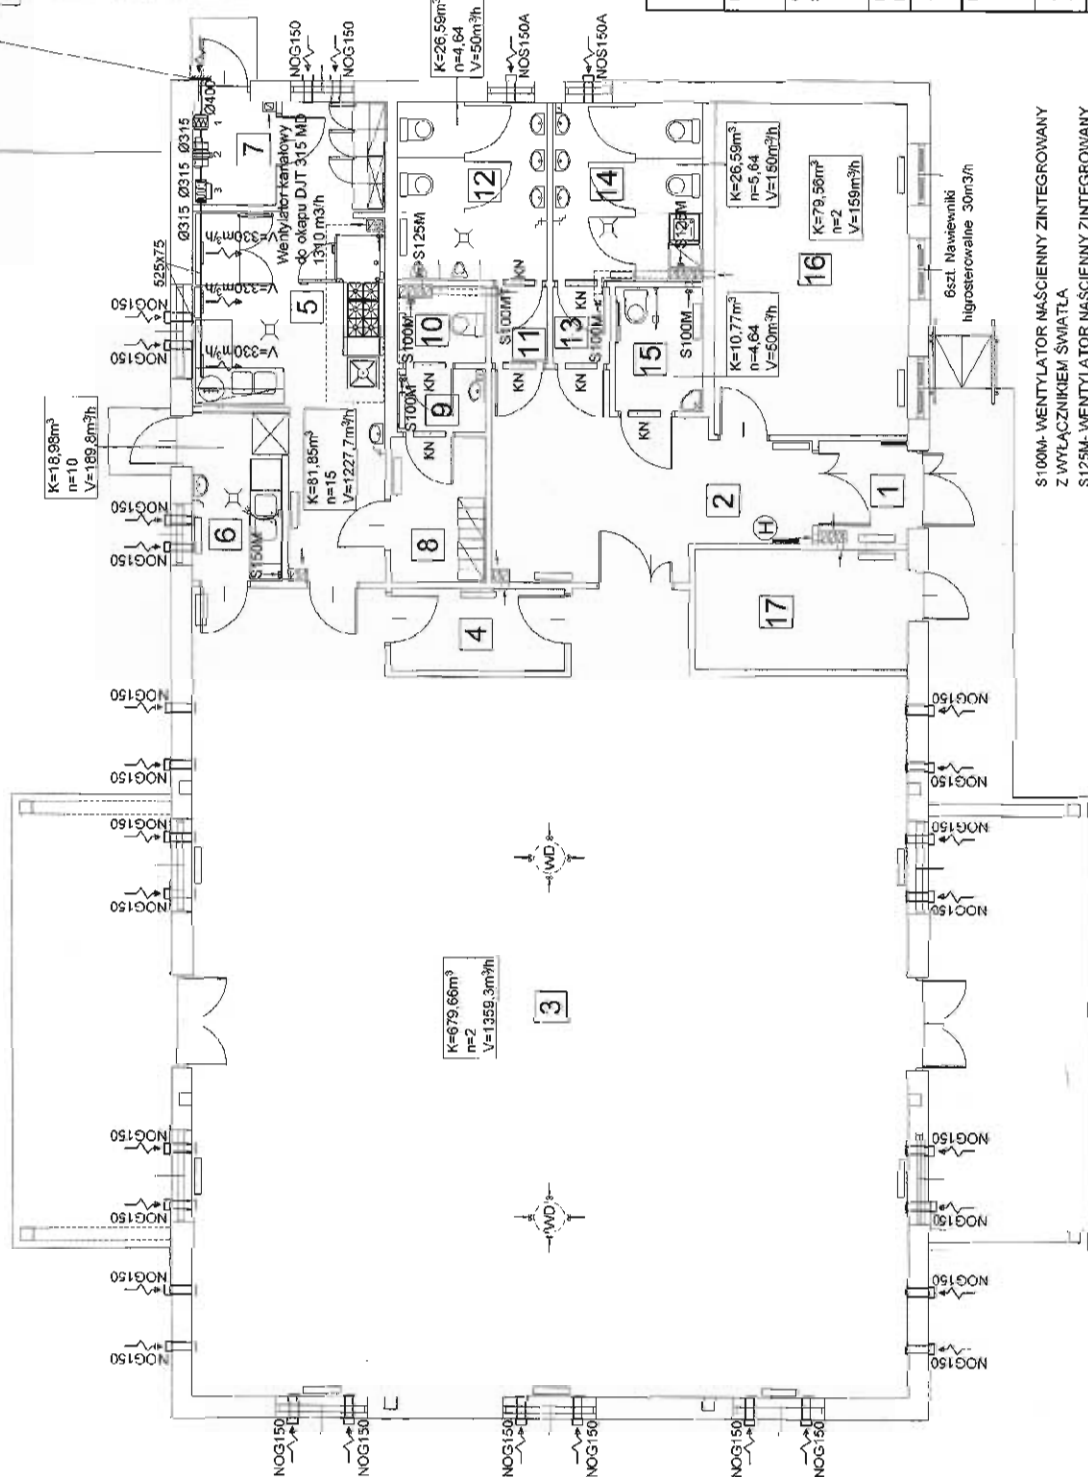 K=26,59m³
n=4,64
V=50m³/h
NOG150
NOG150
NOS150A
NOS150A
Ø400
Ø315
Ø315
Ø315
1
2
3
7
Wentylator kanałowy
do okapu DJT 315 MD
1310 m3/h
V=330m³/h
V=330m³/h
V=330m³/h
525x75
NOG150
NOG150
5
12
14
S125M
S125M
K=26,59m³
n=5,64
V=150m³/h
K=79,56m³
n=2
V=159m³/h
16
6szt. Nawiewniki
higrosterowalne 30m3/h
K=10,77m³
n=4,64
V=50m³/h
10
S100M
S100M
9
KN
KN
KN
S100M
11
KN
13
KN
KN
S100M
15
S100M
KN
K=18,98m³
n=10
V=189,8m³/h
K=81,85m³
n=15
V=1227,7m³/h
NOG150
NOG150
6
S150M
8
2
1
H
4
17
S100M- WENTYLATOR NAŚCIENNY ZINTEGROWANY
Z WYŁĄCZNIKIEM ŚWIATŁA
S125M- WENTYLATOR NAŚCIENNY ZINTEGROWANY
NOG150
NOG150
NOG150
NOG150
NOG150
NOG150
NOG150
NOG150
WD
K=679,66m³
n=2
V=1359,3m³/h
3
WD
NOG150
NOG150
NOG150
NOG150
NOG150
NOG150
NOG150
NOG150
NOG150
NOG150
NOG150
NOG150
NOG150
NOG150